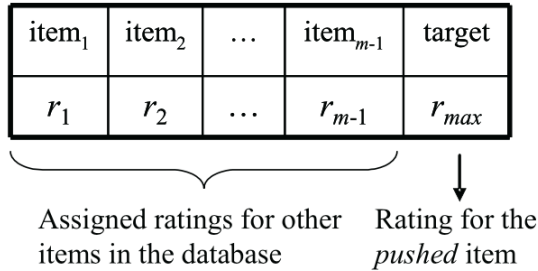 item₁ item₂ … itemₘ₋₁ target
r₁ r₂ … rₘ₋₁ rₘₐₓ
Assigned ratings for other
items in the database
Rating for the
pushed item